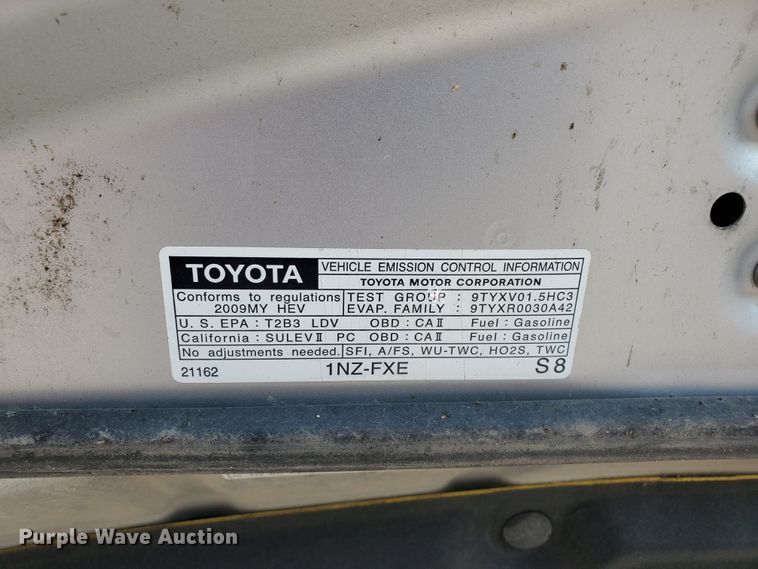 TOYOTA VEHICLE EMISSION CONTROL INFORMATION
TOYOTA MOTOR CORPORATION
Conforms to regulations TEST GROUP : 9TYXV01.5HC3
2009MY HEV EVAP. FAMILY : 9TYXR0030A42
U. S. EPA : T2B3 LDV OBD : CAⅡ Fuel : Gasoline
California : SULEVⅡ PC OBD : CAⅡ Fuel : Gasoline
No adjustments needed. SFI, A/FS, WU-TWC, HO2S, TWC
21162 1NZ-FXE S8
Purple Wave Auction